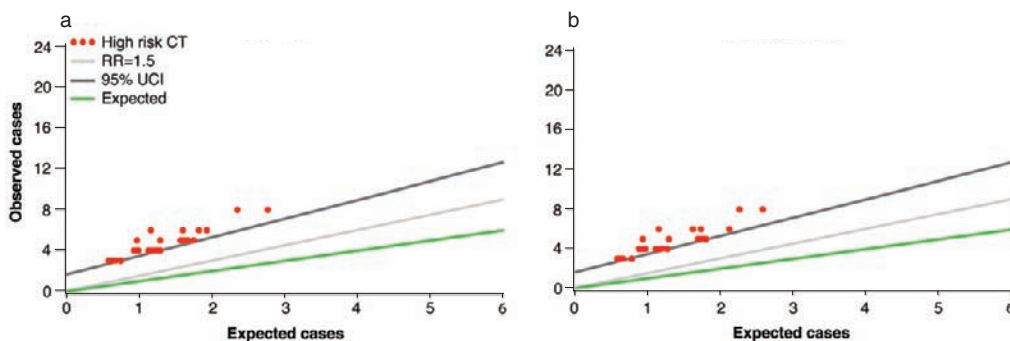 a
24
20
16
12
8
4
0
Observed cases
High risk CT
RR=1.5
95% UCI
Expected
0 1 2 3 4 5 6
Expected cases
b
24
20
16
12
8
4
0
0 1 2 3 4 5 6
Expected cases